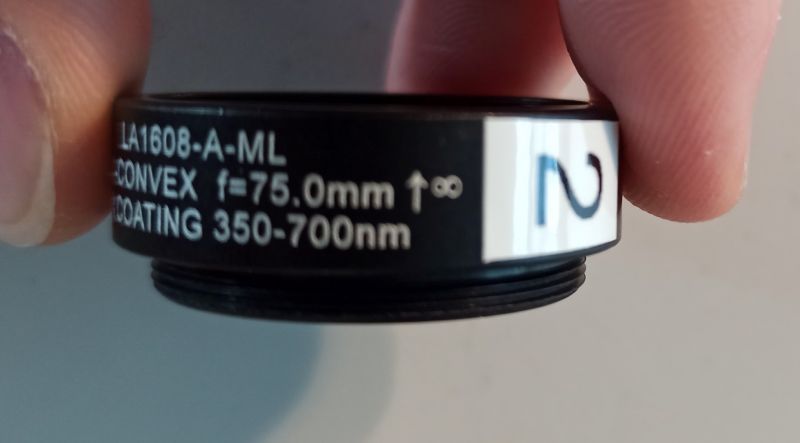 LA1608-A-ML
-CONVEX f=75.0mm ↑∞
COATING 350-700nm
2